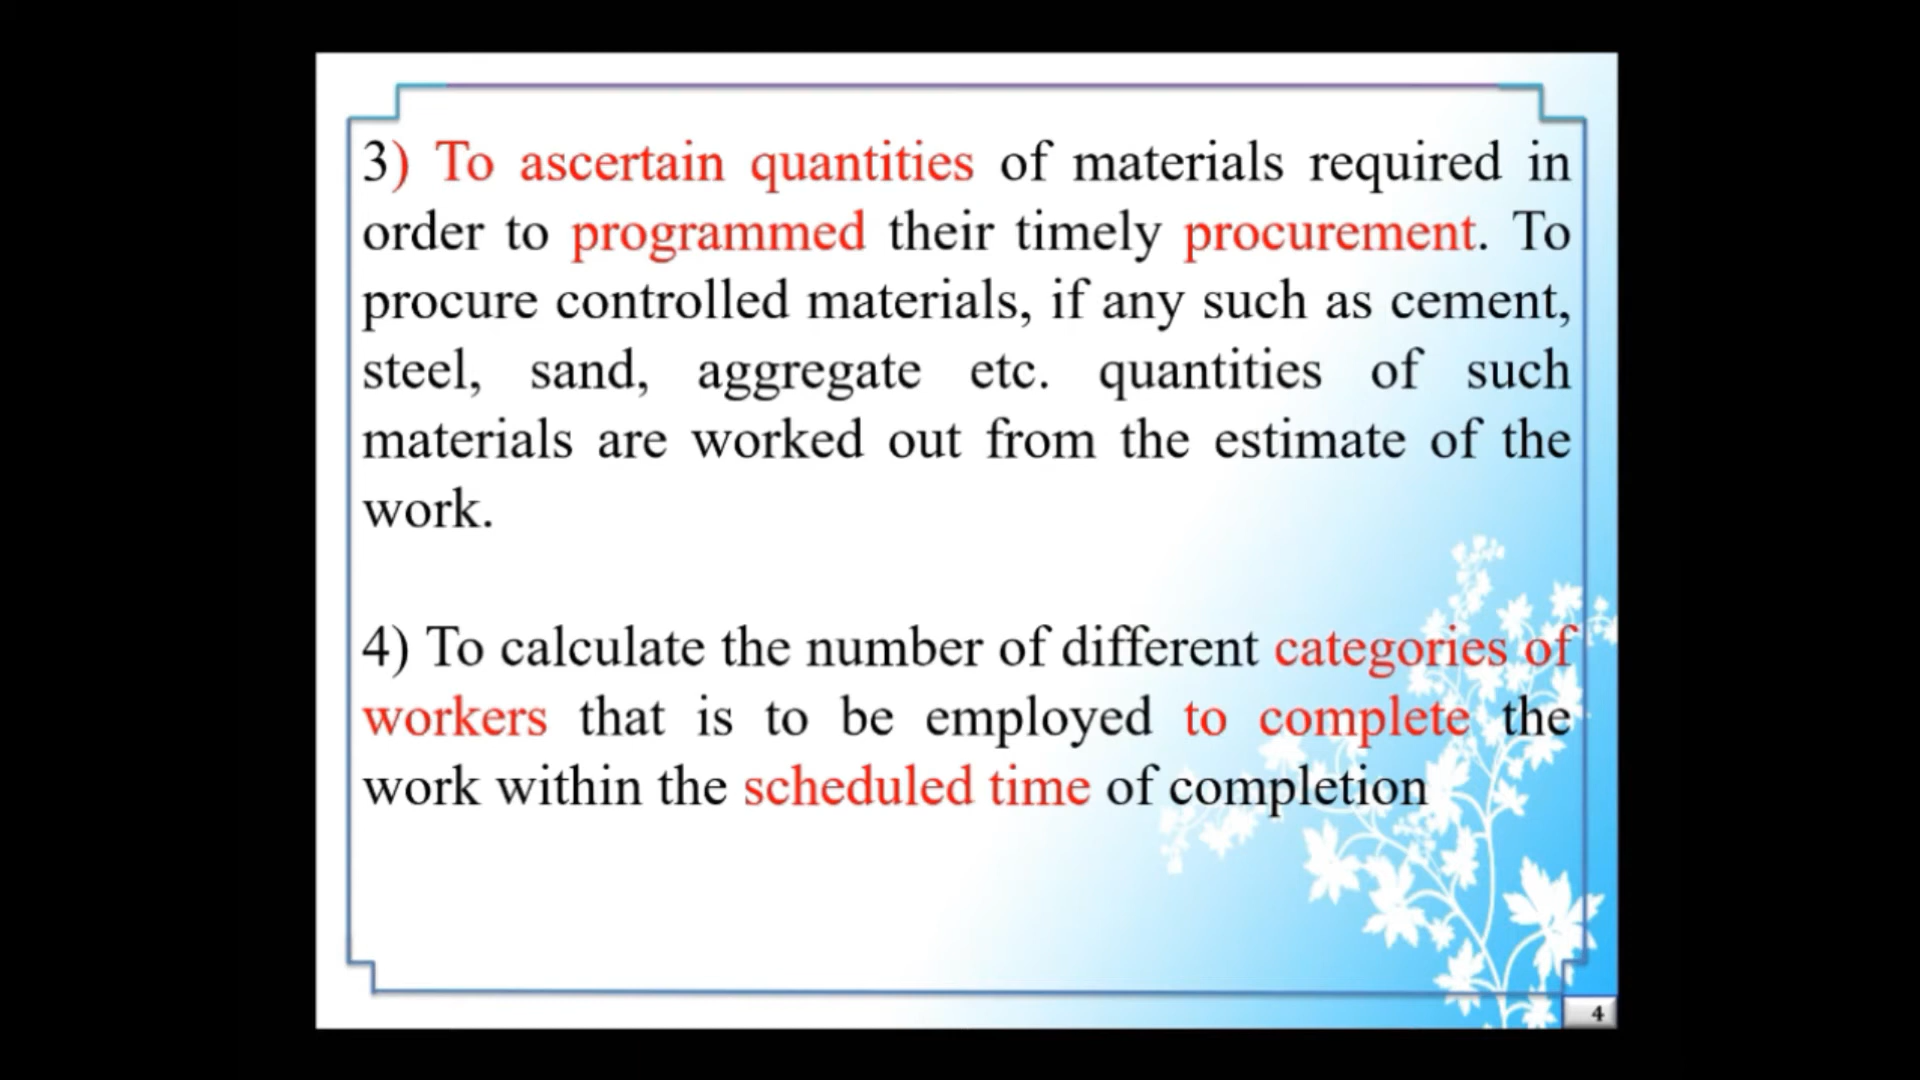 3) To ascertain quantities of materials required in
order to programmed their timely procurement. To
procure controlled materials, if any such as cement,
steel, sand, aggregate etc. quantities of such
materials are worked out from the estimate of the
work.
4) To calculate the number of different categories of
workers that is to be employed to complete the
work within the scheduled time of completion
4